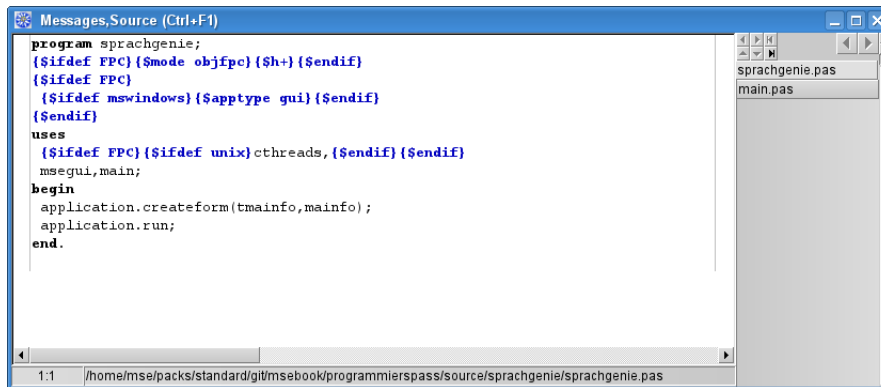 Messages,Source (Ctrl+F1)
program sprachgenie;
{$ifdef FPC}{$mode objfpc}{$h+}{$endif}
{$ifdef FPC}
{$ifdef mswindows}{$apptype gui}{$endif}
{$endif}
uses
{$ifdef FPC}{$ifdef unix}cthreads,{$endif}{$endif}
msegui,main;
begin
application.createform(tmainfo,mainfo);
application.run;
end.
sprachgenie.pas
main.pas
1:1 /home/mse/packs/standard/git/msebook/programmierspass/source/sprachgenie/sprachgenie.pas